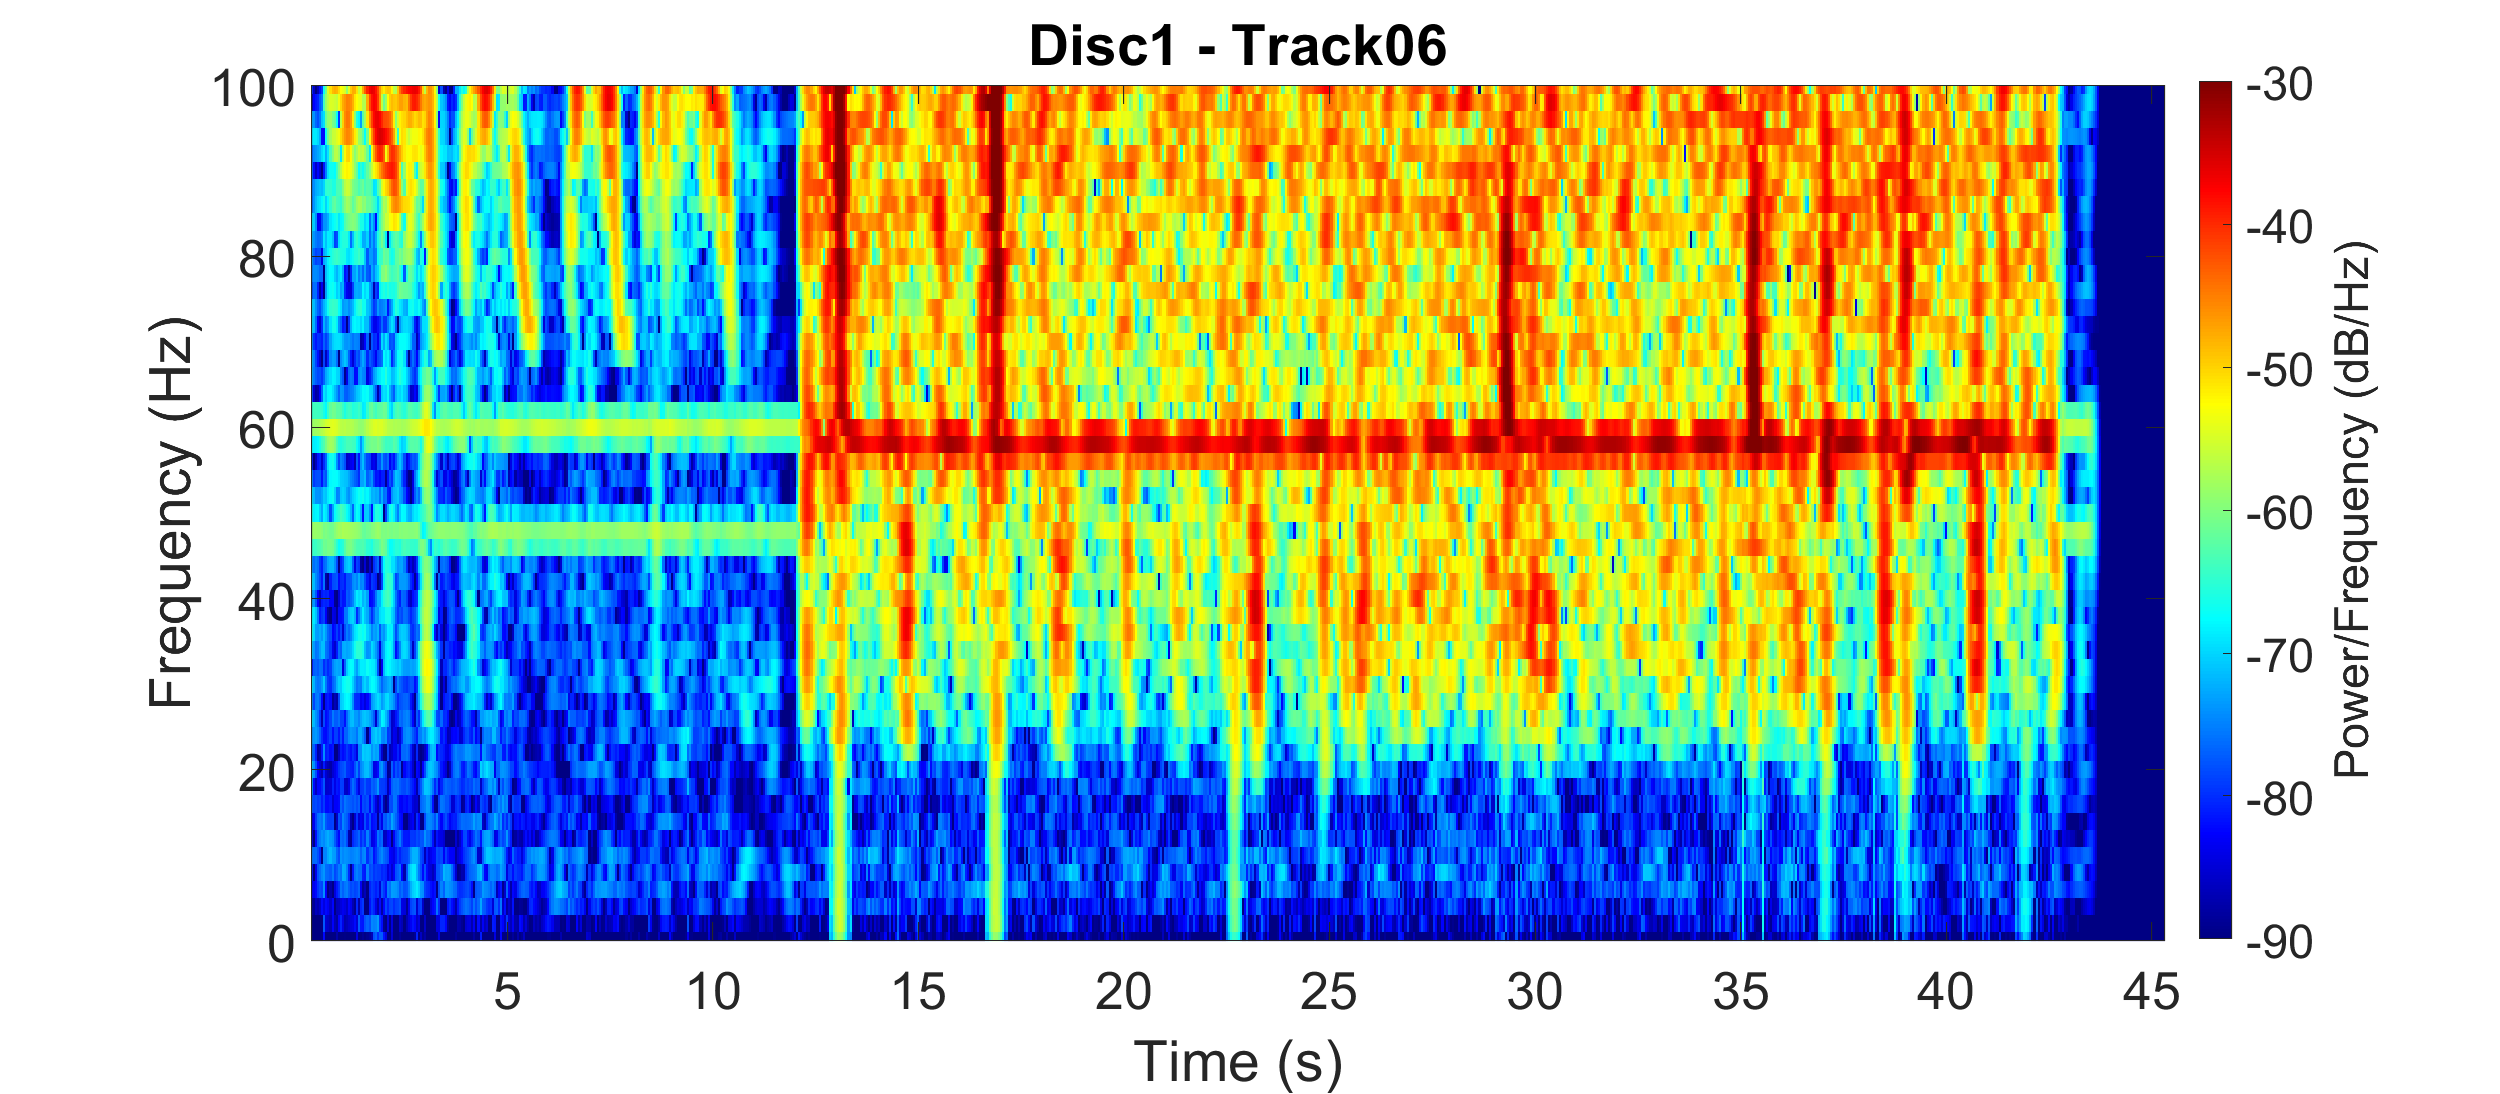 Disc1 - Track06
100
80
60
40
20
0
Frequency (Hz)
5 10 15 20 25 30 35 40 45
Time (s)
-30
-40
-50
-60
-70
-80
-90
Power/Frequency (dB/Hz)